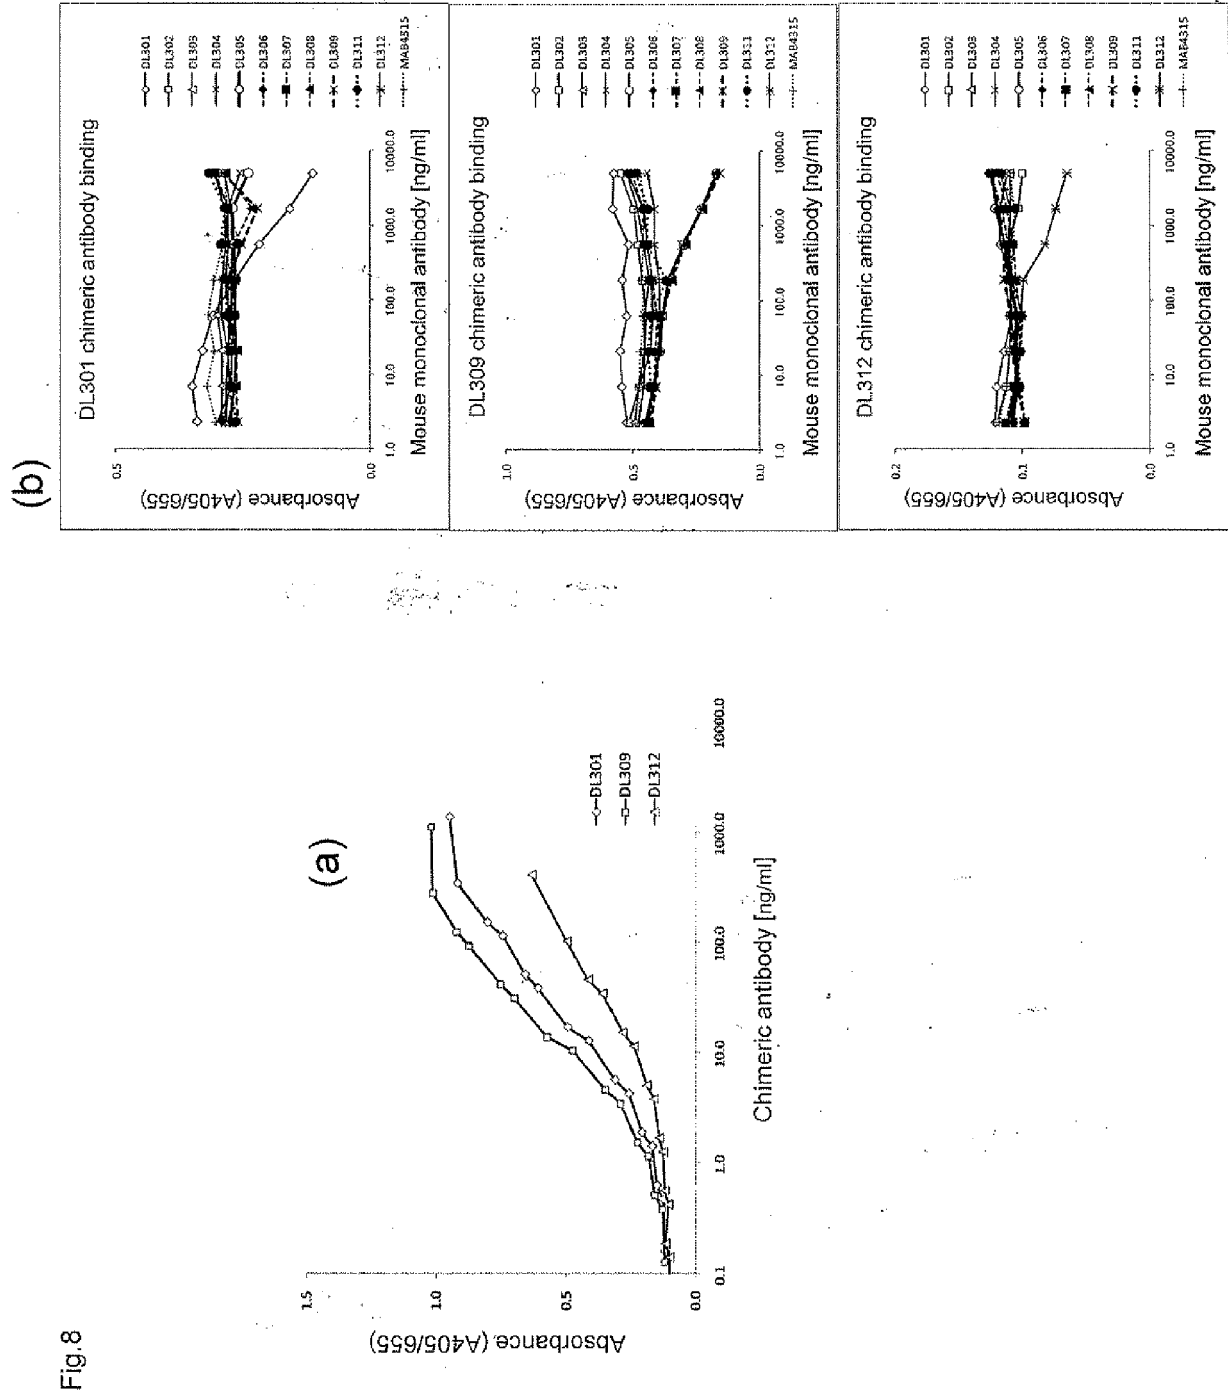 Fig.8
(a)
Absorbance (A405/655)
1.5
1.0
0.5
0.0
0.1
1.0
10.0
100.0
1000.0
10000.0
Chimeric antibody [ng/ml]
DL301
DL309
DL312
(b)
DL301 chimeric antibody binding
Absorbance (A405/655)
0.5
0.0
1.0
10.0
100.0
1000.0
10000.0
Mouse monoclonal antibody [ng/ml]
DL301
DL302
DL303
DL304
DL305
DL306
DL307
DL308
DL309
DL311
DL312
MAB4315
DL309 chimeric antibody binding
Absorbance (A405/655)
1.0
0.5
0.0
1.0
10.0
100.0
1000.0
10000.0
Mouse monoclonal antibody [ng/ml]
DL301
DL302
DL303
DL304
DL305
DL306
DL307
DL308
DL309
DL311
DL312
MAB4315
DL312 chimeric antibody binding
Absorbance (A405/655)
0.2
0.1
0.0
1.0
10.0
100.0
1000.0
10000.0
Mouse monoclonal antibody [ng/ml]
DL301
DL302
DL303
DL304
DL305
DL306
DL307
DL308
DL309
DL311
DL312
MAB4315